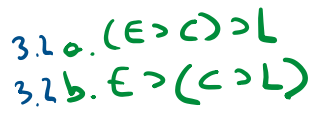 3.2 a. (E > C) > L
3.2 b. E > (C > L)